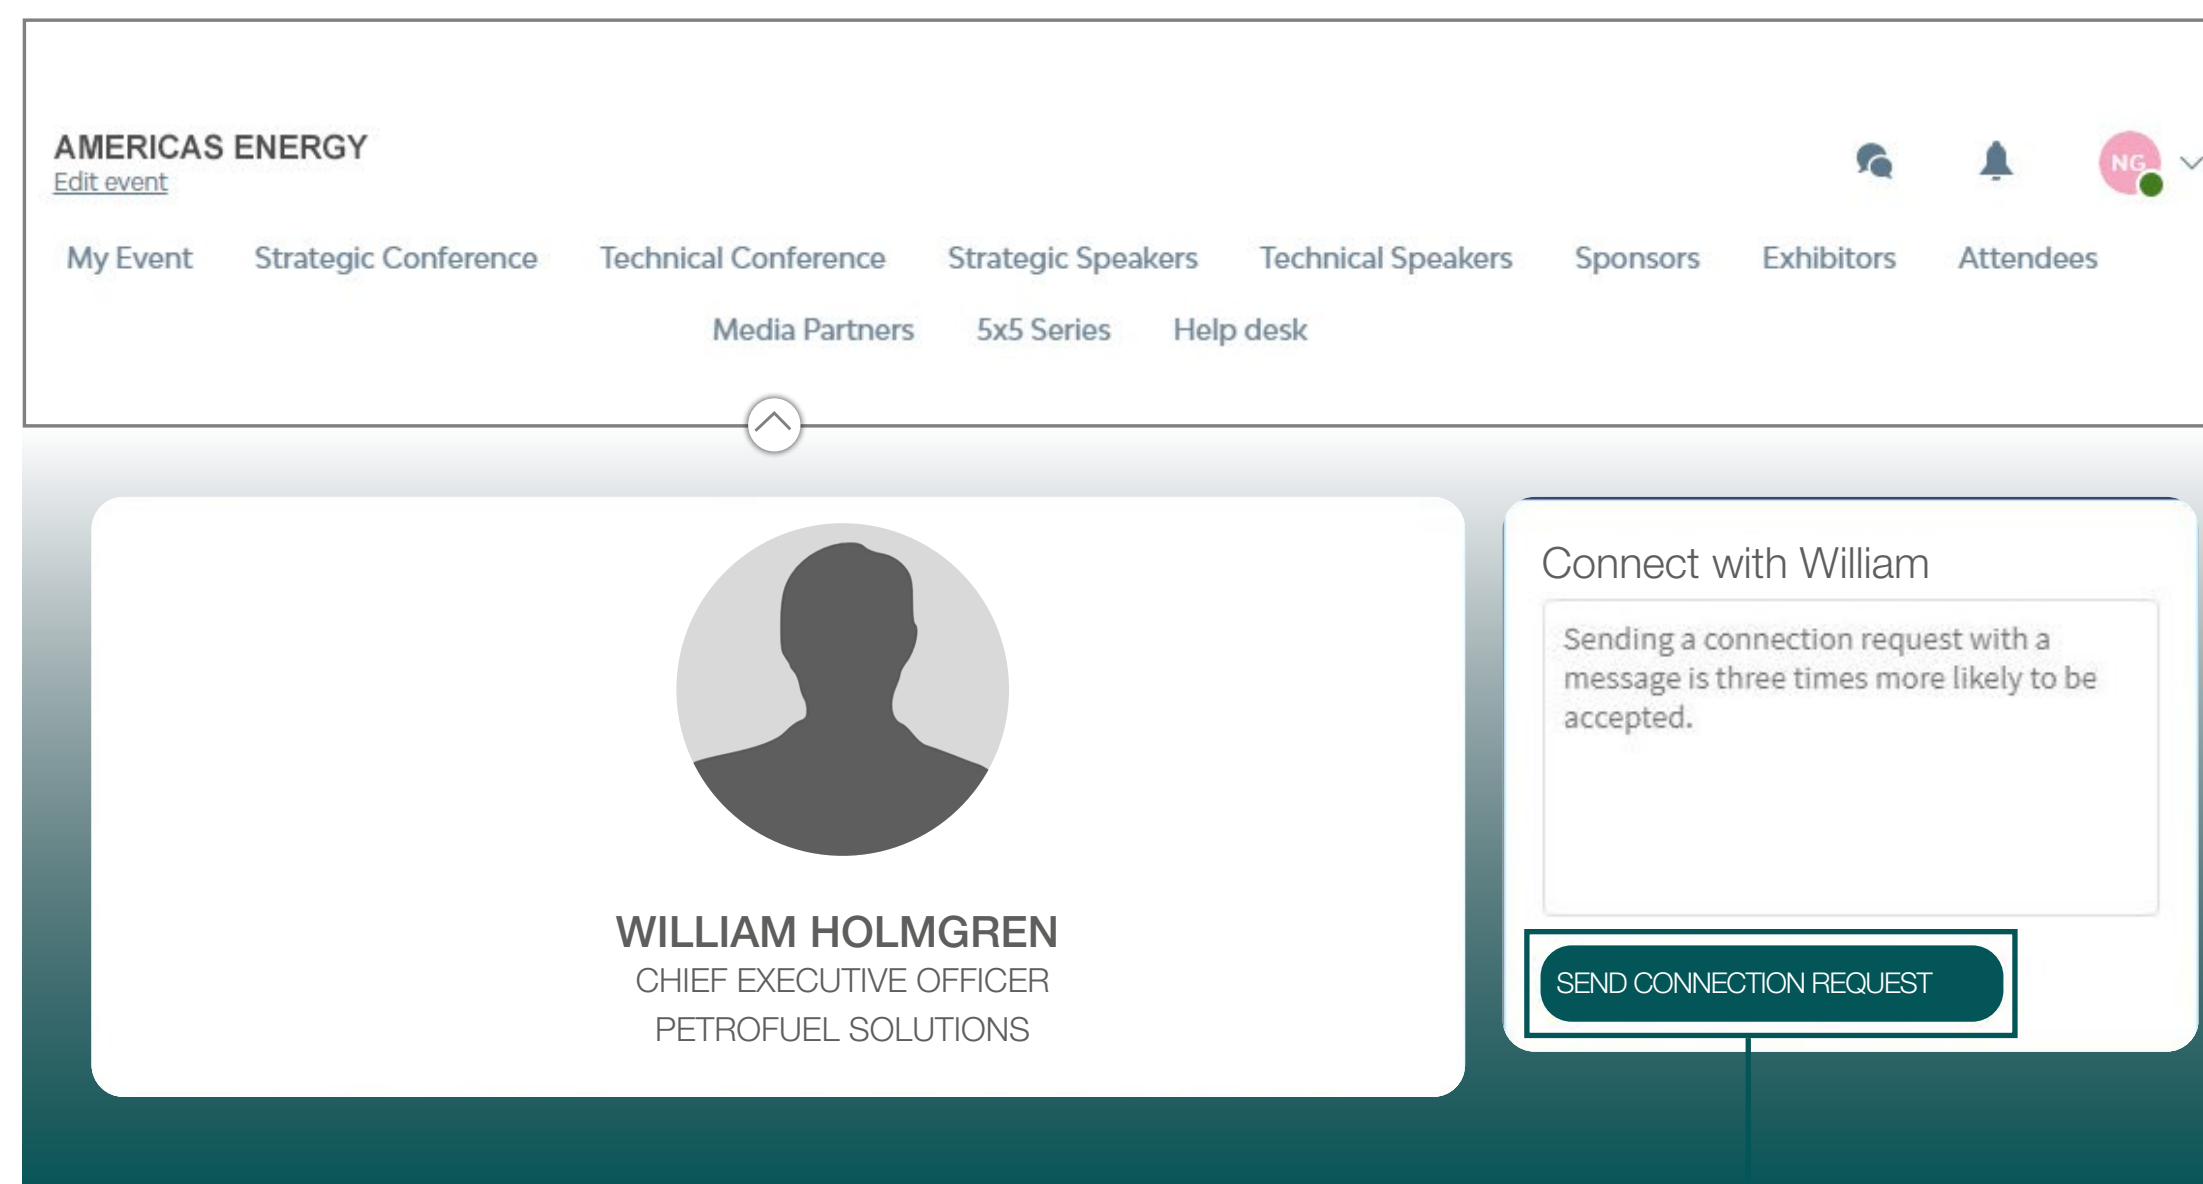 AMERICAS ENERGY
Edit event
NG
My Event Strategic Conference Technical Conference Strategic Speakers Technical Speakers Sponsors Exhibitors Attendees
Media Partners 5x5 Series Help desk
Connect with William
Sending a connection request with a
message is three times more likely to be
accepted.
SEND CONNECTION REQUEST
WILLIAM HOLMGREN
CHIEF EXECUTIVE OFFICER
PETROFUEL SOLUTIONS